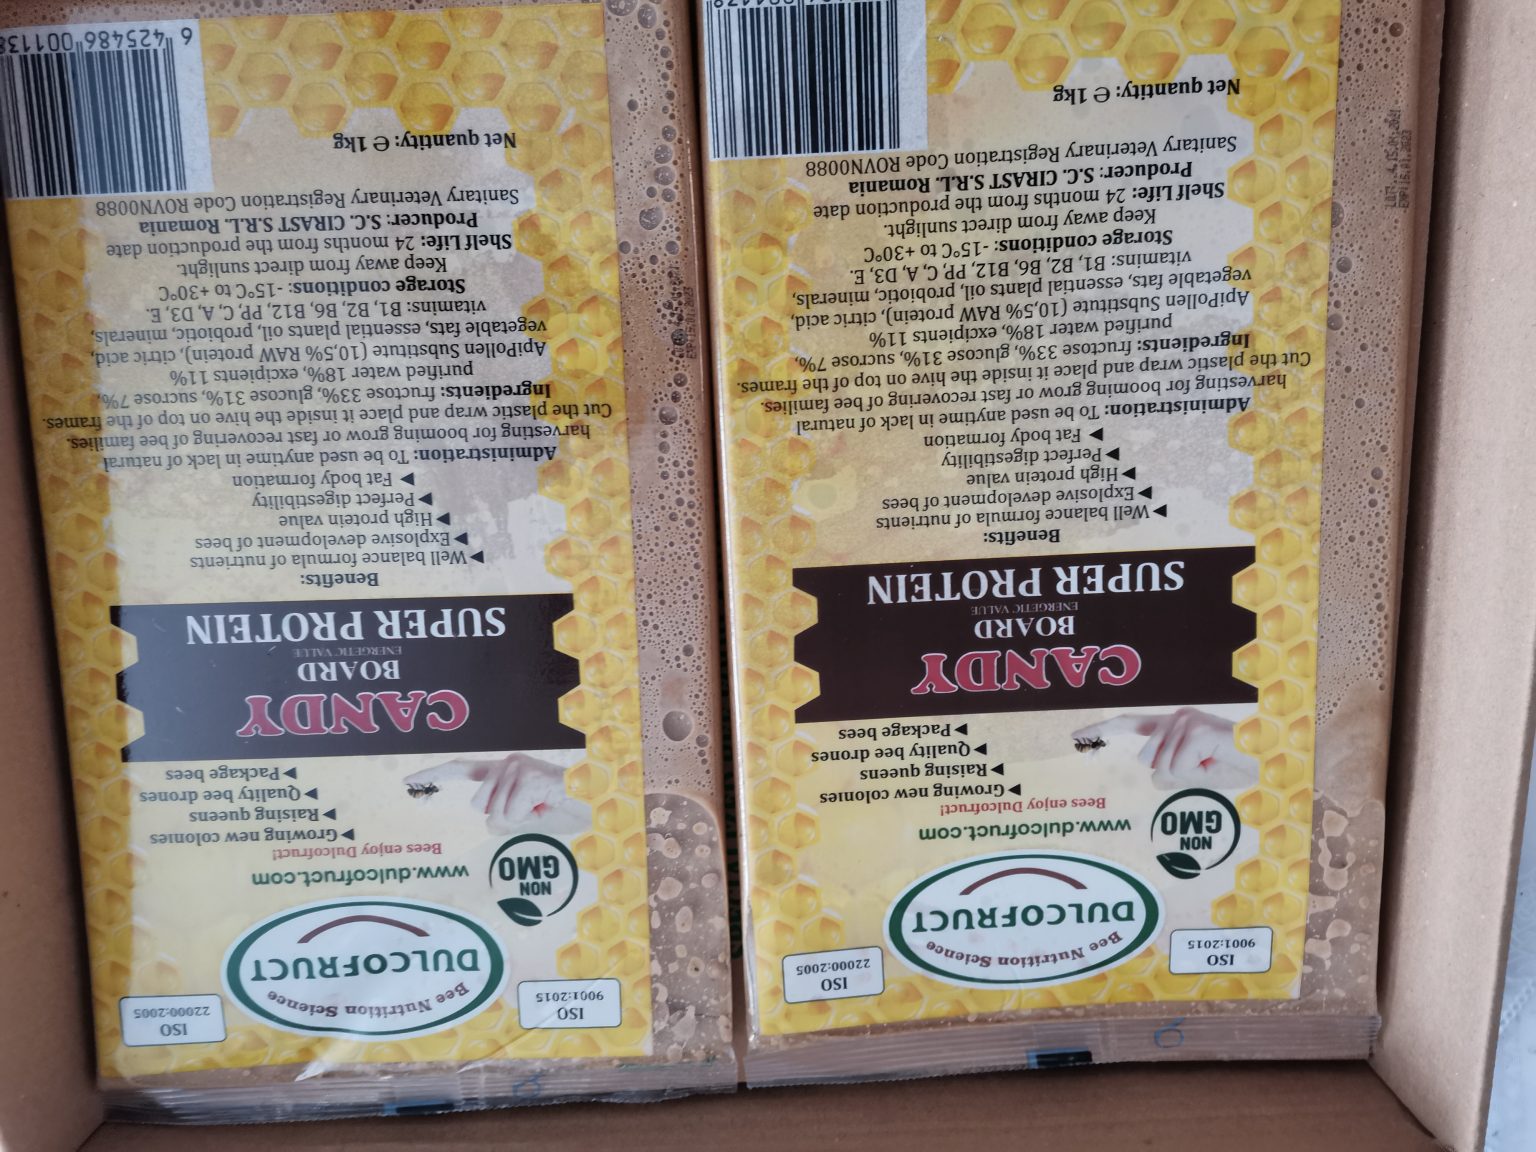 ISO
9001:2015
Bee Nutrition Science
DULCOFRUCT
ISO
22000:2005
NON
GMO
www.dulcofruct.com
Bees enjoy Dulcofruct!
▶Growing new colonies
▶Raising queens
▶Quality bee drones
▶Package bees
CANDY
BOARD
ENERGETIC VALUE
SUPER PROTEIN
Benefits:
▶Well balance formula of nutrients
▶Explosive development of bees
▶High protein value
▶Perfect digestibility
▶ Fat body formation
Administration: To be used anytime in lack of natural
harvesting for booming grow or fast recovering of bee families.
Cut the plastic wrap and place it inside the hive on top of the frames.
Ingredients: fructose 33%, glucose 31%, sucrose 7%,
purified water 18%, excipients 11%
ApiPollen Substitute (10,5% RAW protein), citric acid,
vegetable fats, essential plants oil, probiotic, minerals,
vitamins: B1, B2, B6, B12, PP, C, A, D3, E.
Storage conditions: -15°C to +30°C
Keep away from direct sunlight.
Shelf Life: 24 months from the production date
Producer: S.C. CIRAST S.R.L. Romania
Sanitary Veterinary Registration Code ROVN0088
Net quantity: ℮ 1kg
ISO
9001:2015
Bee Nutrition Science
DULCOFRUCT
ISO
22000:2005
NON
GMO
www.dulcofruct.com
Bees enjoy Dulcofruct!
▶Growing new colonies
▶Raising queens
▶Quality bee drones
▶Package bees
CANDY
BOARD
ENERGETIC VALUE
SUPER PROTEIN
Benefits:
▶Well balance formula of nutrients
▶Explosive development of bees
▶High protein value
▶Perfect digestibility
▶ Fat body formation
Administration: To be used anytime in lack of natural
harvesting for booming grow or fast recovering of bee families.
Cut the plastic wrap and place it inside the hive on top of the frames.
Ingredients: fructose 33%, glucose 31%, sucrose 7%,
purified water 18%, excipients 11%
ApiPollen Substitute (10,5% RAW protein), citric acid,
vegetable fats, essential plants oil, probiotic, minerals,
vitamins: B1, B2, B6, B12, PP, C, A, D3, E.
Storage conditions: -15°C to +30°C
Keep away from direct sunlight.
Shelf Life: 24 months from the production date
Producer: S.C. CIRAST S.R.L. Romania
Sanitary Veterinary Registration Code ROVN0088
Net quantity: ℮ 1kg
6 425486 00113